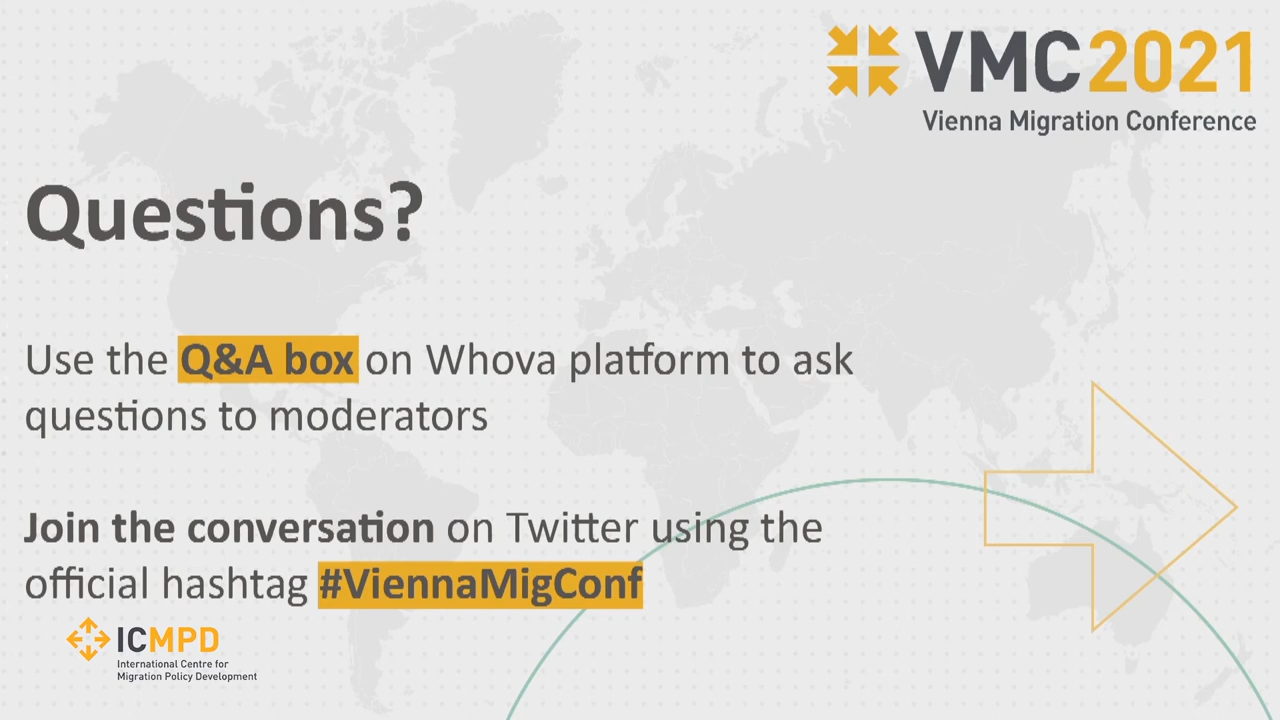 VMC2021
Vienna Migration Conference
Questions?
Use the Q&A box on Whova platform to ask
questions to moderators
Join the conversation on Twitter using the
official hashtag #ViennaMigConf
ICMPD
International Centre for
Migration Policy Development